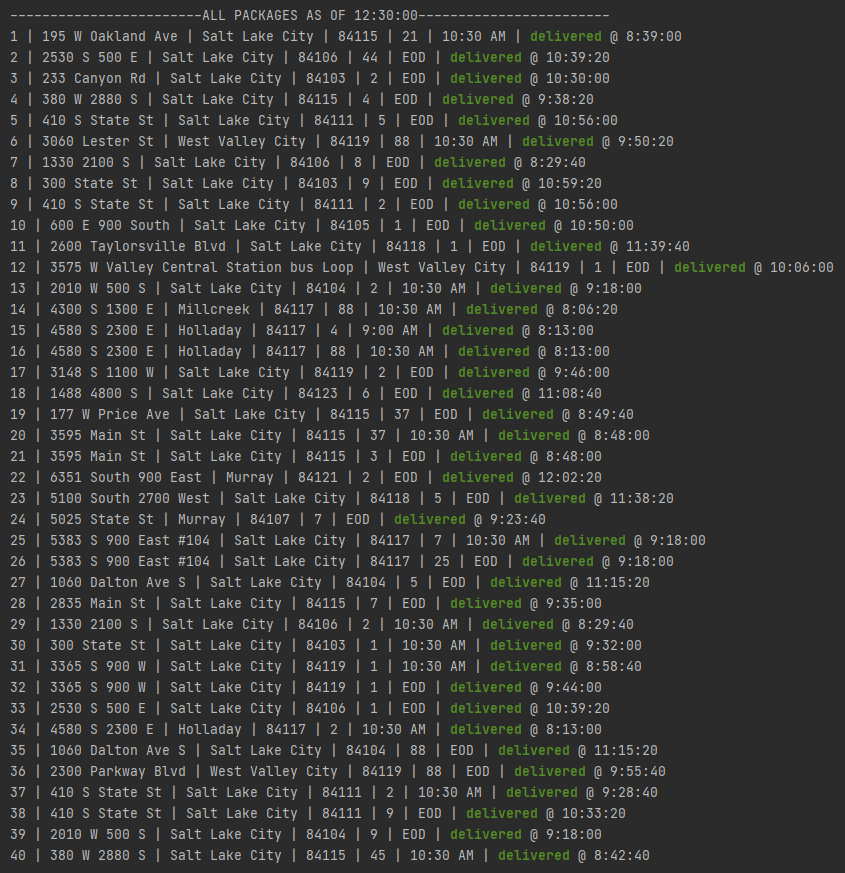 ------------------------ALL PACKAGES AS OF 12:30:00------------------------
1 | 195 W Oakland Ave | Salt Lake City | 84115 | 21 | 10:30 AM | delivered @ 8:39:00
2 | 2530 S 500 E | Salt Lake City | 84106 | 44 | EOD | delivered @ 10:39:20
3 | 233 Canyon Rd | Salt Lake City | 84103 | 2 | EOD | delivered @ 10:30:00
4 | 380 W 2880 S | Salt Lake City | 84115 | 4 | EOD | delivered @ 9:38:20
5 | 410 S State St | Salt Lake City | 84111 | 5 | EOD | delivered @ 10:56:00
6 | 3060 Lester St | West Valley City | 84119 | 88 | 10:30 AM | delivered @ 9:50:20
7 | 1330 2100 S | Salt Lake City | 84106 | 8 | EOD | delivered @ 8:29:40
8 | 300 State St | Salt Lake City | 84103 | 9 | EOD | delivered @ 10:59:20
9 | 410 S State St | Salt Lake City | 84111 | 2 | EOD | delivered @ 10:56:00
10 | 600 E 900 South | Salt Lake City | 84105 | 1 | EOD | delivered @ 10:50:00
11 | 2600 Taylorsville Blvd | Salt Lake City | 84118 | 1 | EOD | delivered @ 11:39:40
12 | 3575 W Valley Central Station bus Loop | West Valley City | 84119 | 1 | EOD | delivered @ 10:06:00
13 | 2010 W 500 S | Salt Lake City | 84104 | 2 | 10:30 AM | delivered @ 9:18:00
14 | 4300 S 1300 E | Millcreek | 84117 | 88 | 10:30 AM | delivered @ 8:06:20
15 | 4580 S 2300 E | Holladay | 84117 | 4 | 9:00 AM | delivered @ 8:13:00
16 | 4580 S 2300 E | Holladay | 84117 | 88 | 10:30 AM | delivered @ 8:13:00
17 | 3148 S 1100 W | Salt Lake City | 84119 | 2 | EOD | delivered @ 9:46:00
18 | 1488 4800 S | Salt Lake City | 84123 | 6 | EOD | delivered @ 11:08:40
19 | 177 W Price Ave | Salt Lake City | 84115 | 37 | EOD | delivered @ 8:49:40
20 | 3595 Main St | Salt Lake City | 84115 | 37 | 10:30 AM | delivered @ 8:48:00
21 | 3595 Main St | Salt Lake City | 84115 | 3 | EOD | delivered @ 8:48:00
22 | 6351 South 900 East | Murray | 84121 | 2 | EOD | delivered @ 12:02:20
23 | 5100 South 2700 West | Salt Lake City | 84118 | 5 | EOD | delivered @ 11:38:20
24 | 5025 State St | Murray | 84107 | 7 | EOD | delivered @ 9:23:40
25 | 5383 S 900 East #104 | Salt Lake City | 84117 | 7 | 10:30 AM | delivered @ 9:18:00
26 | 5383 S 900 East #104 | Salt Lake City | 84117 | 25 | EOD | delivered @ 9:18:00
27 | 1060 Dalton Ave S | Salt Lake City | 84104 | 5 | EOD | delivered @ 11:15:20
28 | 2835 Main St | Salt Lake City | 84115 | 7 | EOD | delivered @ 9:35:00
29 | 1330 2100 S | Salt Lake City | 84106 | 2 | 10:30 AM | delivered @ 8:29:40
30 | 300 State St | Salt Lake City | 84103 | 1 | 10:30 AM | delivered @ 9:32:00
31 | 3365 S 900 W | Salt Lake City | 84119 | 1 | 10:30 AM | delivered @ 8:58:40
32 | 3365 S 900 W | Salt Lake City | 84119 | 1 | EOD | delivered @ 9:44:00
33 | 2530 S 500 E | Salt Lake City | 84106 | 1 | EOD | delivered @ 10:39:20
34 | 4580 S 2300 E | Holladay | 84117 | 2 | 10:30 AM | delivered @ 8:13:00
35 | 1060 Dalton Ave S | Salt Lake City | 84104 | 88 | EOD | delivered @ 11:15:20
36 | 2300 Parkway Blvd | West Valley City | 84119 | 88 | EOD | delivered @ 9:55:40
37 | 410 S State St | Salt Lake City | 84111 | 2 | 10:30 AM | delivered @ 9:28:40
38 | 410 S State St | Salt Lake City | 84111 | 9 | EOD | delivered @ 10:33:20
39 | 2010 W 500 S | Salt Lake City | 84104 | 9 | EOD | delivered @ 9:18:00
40 | 380 W 2880 S | Salt Lake City | 84115 | 45 | 10:30 AM | delivered @ 8:42:40